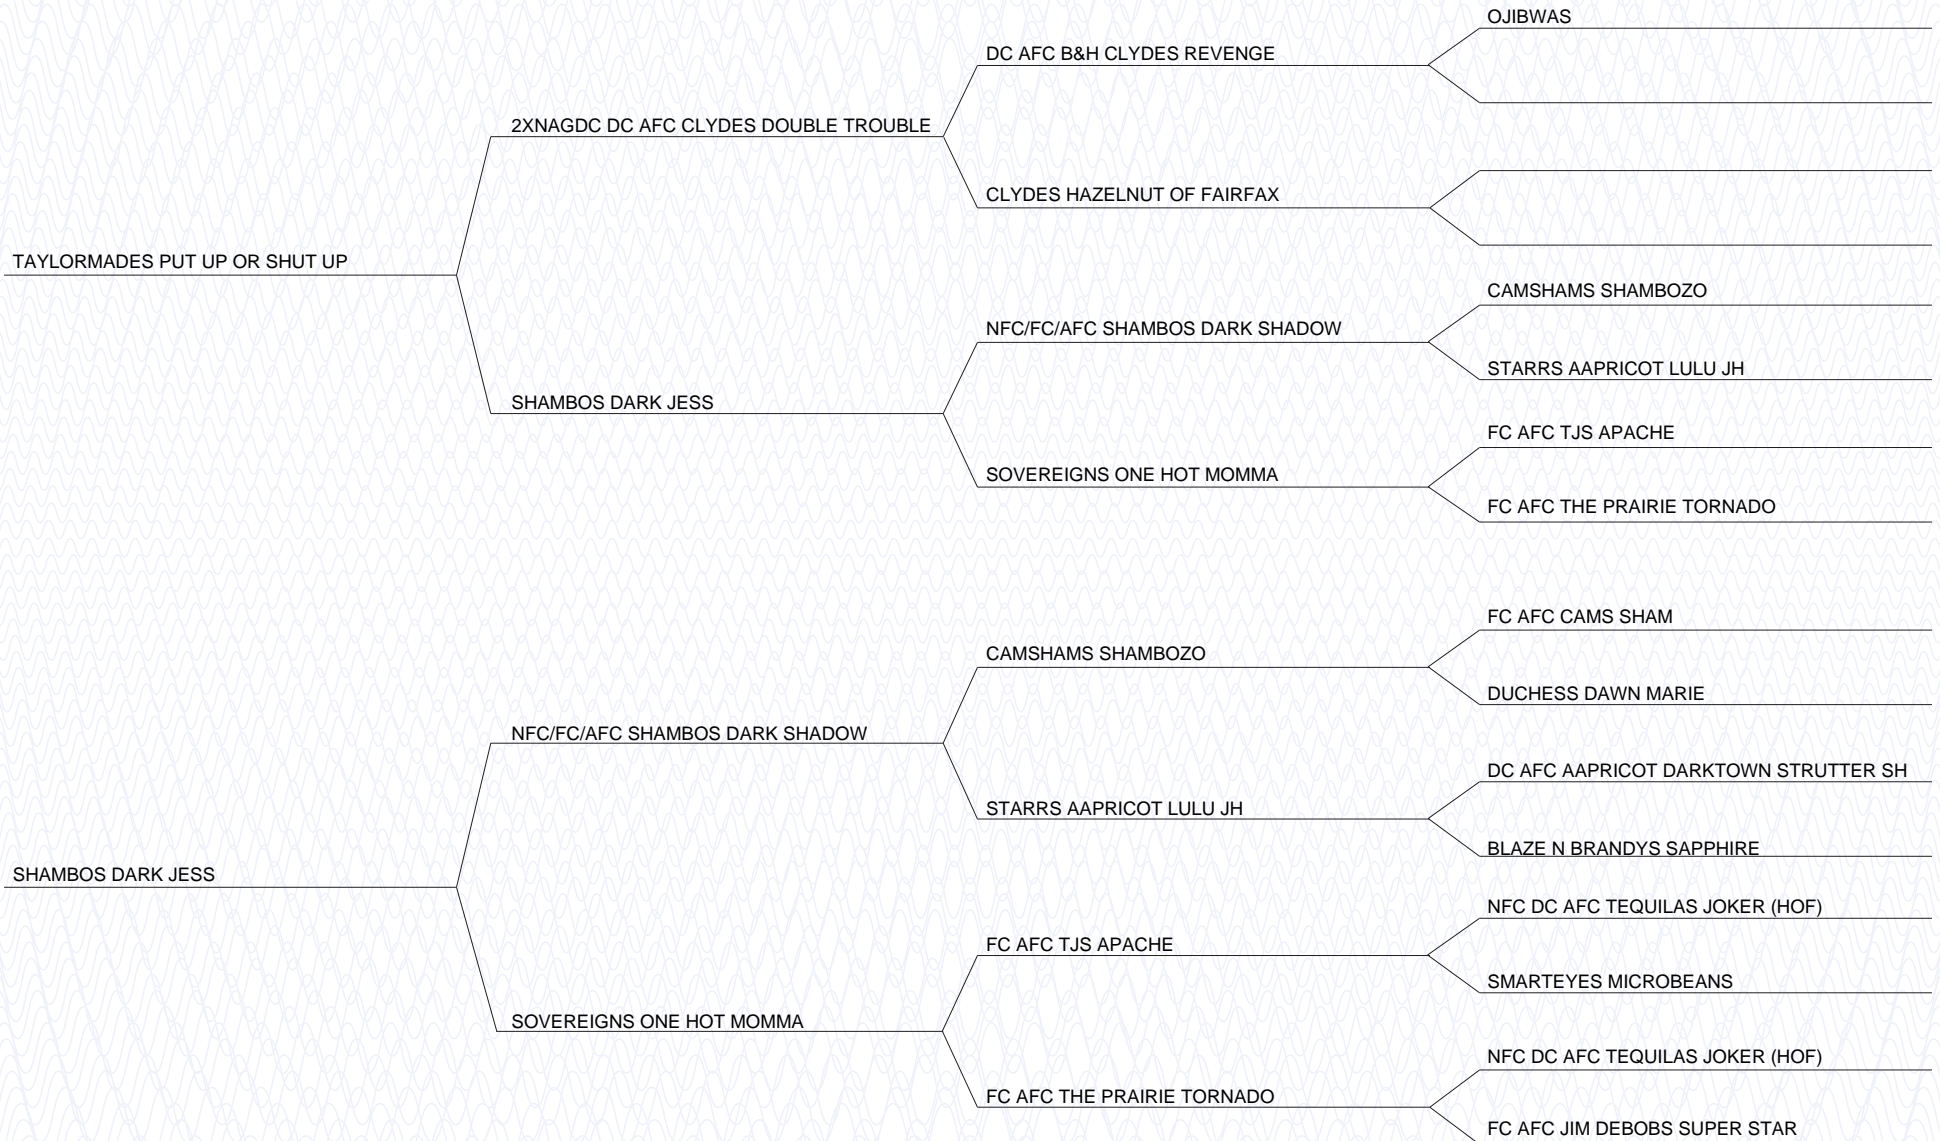 OJIBWAS
DC AFC B&H CLYDES REVENGE
2XNAGDC DC AFC CLYDES DOUBLE TROUBLE
CLYDES HAZELNUT OF FAIRFAX
TAYLORMADES PUT UP OR SHUT UP
CAMSHAMS SHAMBOZO
NFC/FC/AFC SHAMBOS DARK SHADOW
STARRS AAPRICOT LULU JH
SHAMBOS DARK JESS
FC AFC TJS APACHE
SOVEREIGNS ONE HOT MOMMA
FC AFC THE PRAIRIE TORNADO
FC AFC CAMS SHAM
CAMSHAMS SHAMBOZO
DUCHESS DAWN MARIE
NFC/FC/AFC SHAMBOS DARK SHADOW
DC AFC AAPRICOT DARKTOWN STRUTTER SH
STARRS AAPRICOT LULU JH
BLAZE N BRANDYS SAPPHIRE
SHAMBOS DARK JESS
NFC DC AFC TEQUILAS JOKER (HOF)
FC AFC TJS APACHE
SMARTEYES MICROBEANS
SOVEREIGNS ONE HOT MOMMA
NFC DC AFC TEQUILAS JOKER (HOF)
FC AFC THE PRAIRIE TORNADO
FC AFC JIM DEBOBS SUPER STAR